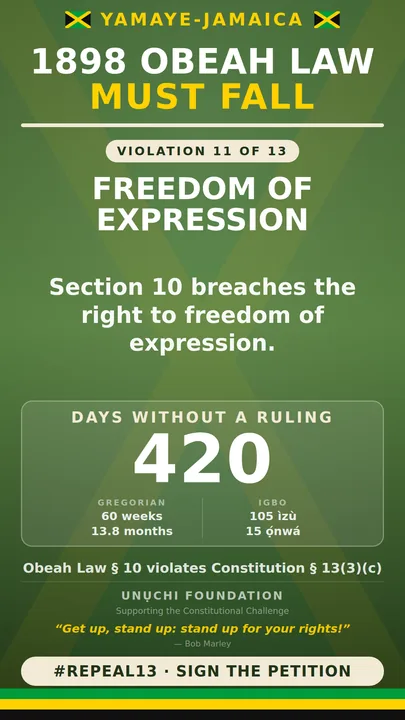 YAMAYE-JAMAICA
1898 OBEAH LAW
MUST FALL
VIOLATION 11 OF 13
FREEDOM OF
EXPRESSION
Section 10 breaches the
right to freedom of
expression.
DAYS WITHOUT A RULING
420
GREGORIAN
60 weeks
13.8 months
IGBO
105 ìzù
15 ọ́nwá
Obeah Law § 10 violates Constitution § 13(3)(c)
UNỤCHI FOUNDATION
Supporting the Constitutional Challenge
“Get up, stand up: stand up for your rights!”
— Bob Marley
#REPEAL13 · SIGN THE PETITION